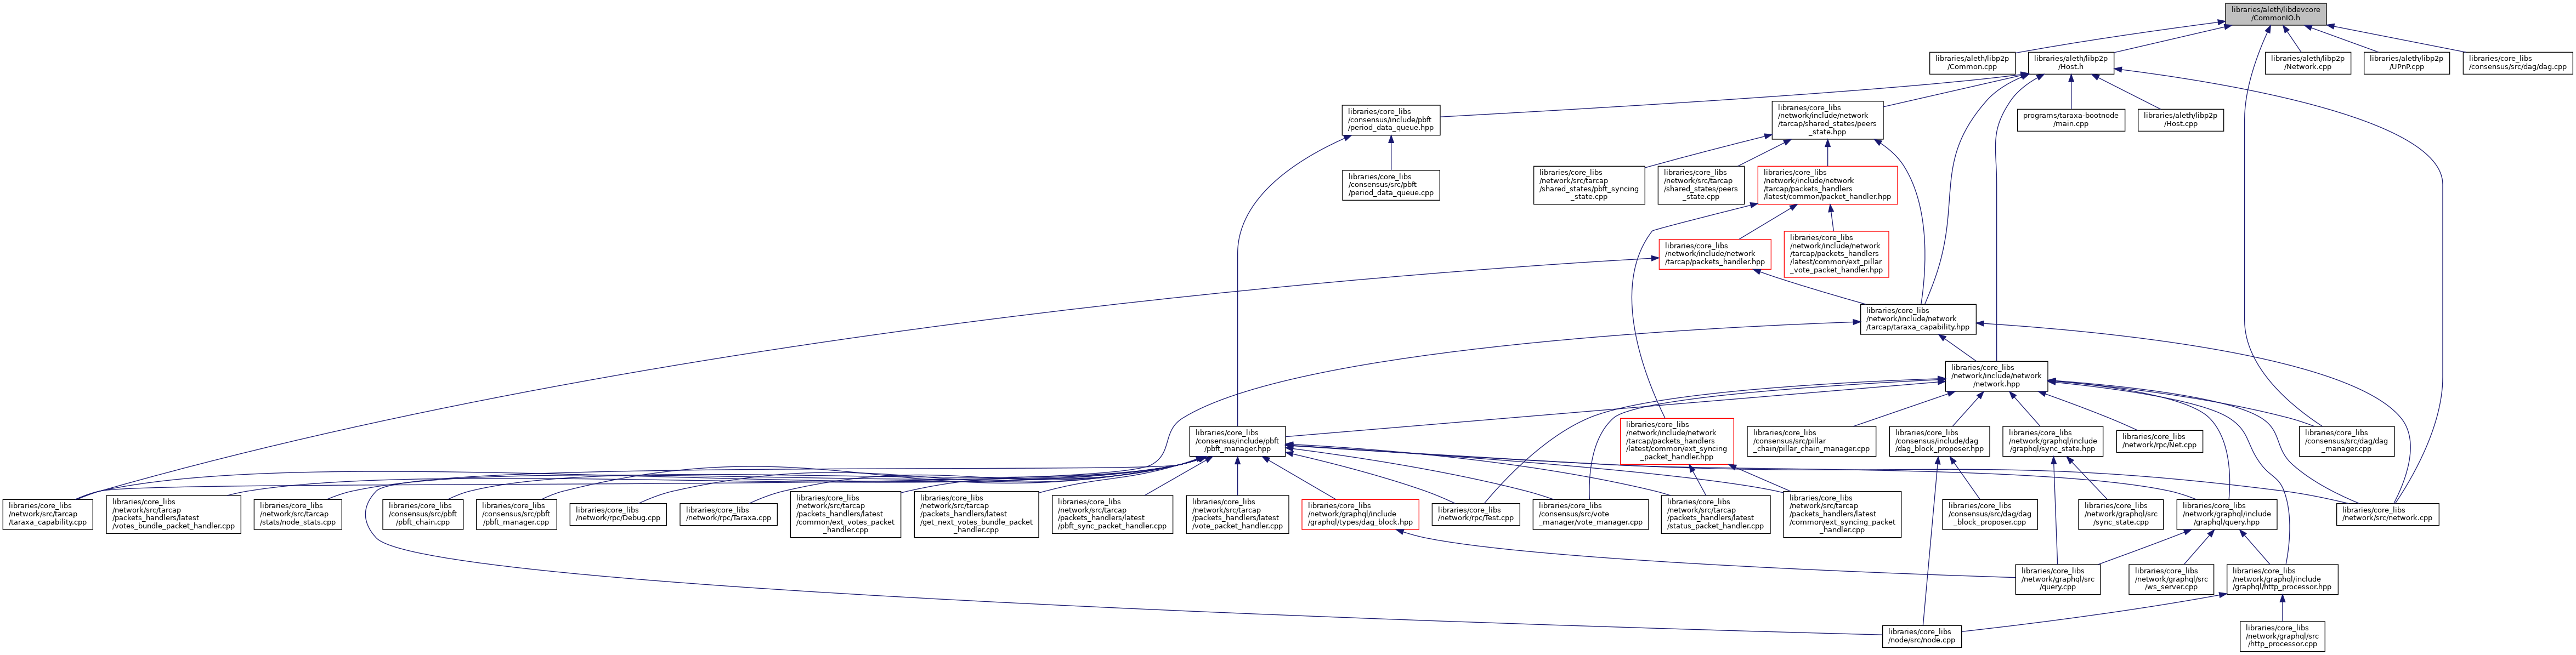 libraries/aleth/libdevcore
/CommonIO.h
libraries/aleth/libp2p
/Common.cpp
libraries/aleth/libp2p
/Host.h
libraries/aleth/libp2p
/Network.cpp
libraries/aleth/libp2p
/UPnP.cpp
libraries/core_libs
/consensus/src/dag/dag.cpp
libraries/core_libs
/consensus/include/pbft
/period_data_queue.hpp
libraries/core_libs
/network/include/network
/tarcap/shared_states/peers
_state.hpp
programs/taraxa-bootnode
/main.cpp
libraries/aleth/libp2p
/Host.cpp
libraries/core_libs
/consensus/src/pbft
/period_data_queue.cpp
libraries/core_libs
/network/src/tarcap
/shared_states/pbft_syncing
_state.cpp
libraries/core_libs
/network/src/tarcap
/shared_states/peers
_state.cpp
libraries/core_libs
/network/include/network
/tarcap/packets_handlers
/latest/common/packet_handler.hpp
libraries/core_libs
/network/include/network
/tarcap/packets_handler.hpp
libraries/core_libs
/network/include/network
/tarcap/packets_handlers
/latest/common/ext_pillar
_vote_packet_handler.hpp
libraries/core_libs
/network/include/network
/tarcap/taraxa_capability.hpp
libraries/core_libs
/network/include/network
/network.hpp
libraries/core_libs
/consensus/include/pbft
/pbft_manager.hpp
libraries/core_libs
/network/include/network
/tarcap/packets_handlers
/latest/common/ext_syncing
_packet_handler.hpp
libraries/core_libs
/consensus/src/pillar
_chain/pillar_chain_manager.cpp
libraries/core_libs
/consensus/include/dag
/dag_block_proposer.hpp
libraries/core_libs
/network/graphql/include
/graphql/sync_state.hpp
libraries/core_libs
/network/rpc/Net.cpp
libraries/core_libs
/consensus/src/dag/dag
_manager.cpp
libraries/core_libs
/network/src/tarcap
/taraxa_capability.cpp
libraries/core_libs
/network/src/tarcap
/packets_handlers/latest
/votes_bundle_packet_handler.cpp
libraries/core_libs
/network/src/tarcap
/stats/node_stats.cpp
libraries/core_libs
/consensus/src/pbft
/pbft_chain.cpp
libraries/core_libs
/consensus/src/pbft
/pbft_manager.cpp
libraries/core_libs
/network/rpc/Debug.cpp
libraries/core_libs
/network/rpc/Taraxa.cpp
libraries/core_libs
/network/src/tarcap
/packets_handlers/latest
/common/ext_votes_packet
_handler.cpp
libraries/core_libs
/network/src/tarcap
/packets_handlers/latest
/get_next_votes_bundle_packet
_handler.cpp
libraries/core_libs
/network/src/tarcap
/packets_handlers/latest
/pbft_sync_packet_handler.cpp
libraries/core_libs
/network/src/tarcap
/packets_handlers/latest
/vote_packet_handler.cpp
libraries/core_libs
/network/graphql/include
/graphql/types/dag_block.hpp
libraries/core_libs
/network/rpc/Test.cpp
libraries/core_libs
/consensus/src/vote
_manager/vote_manager.cpp
libraries/core_libs
/network/src/tarcap
/packets_handlers/latest
/status_packet_handler.cpp
libraries/core_libs
/network/src/tarcap
/packets_handlers/latest
/common/ext_syncing_packet
_handler.cpp
libraries/core_libs
/consensus/src/dag/dag
_block_proposer.cpp
libraries/core_libs
/network/graphql/src
/sync_state.cpp
libraries/core_libs
/network/graphql/include
/graphql/query.hpp
libraries/core_libs
/network/src/network.cpp
libraries/core_libs
/network/graphql/src
/query.cpp
libraries/core_libs
/network/graphql/src
/ws_server.cpp
libraries/core_libs
/network/graphql/include
/graphql/http_processor.hpp
libraries/core_libs
/node/src/node.cpp
libraries/core_libs
/network/graphql/src
/http_processor.cpp